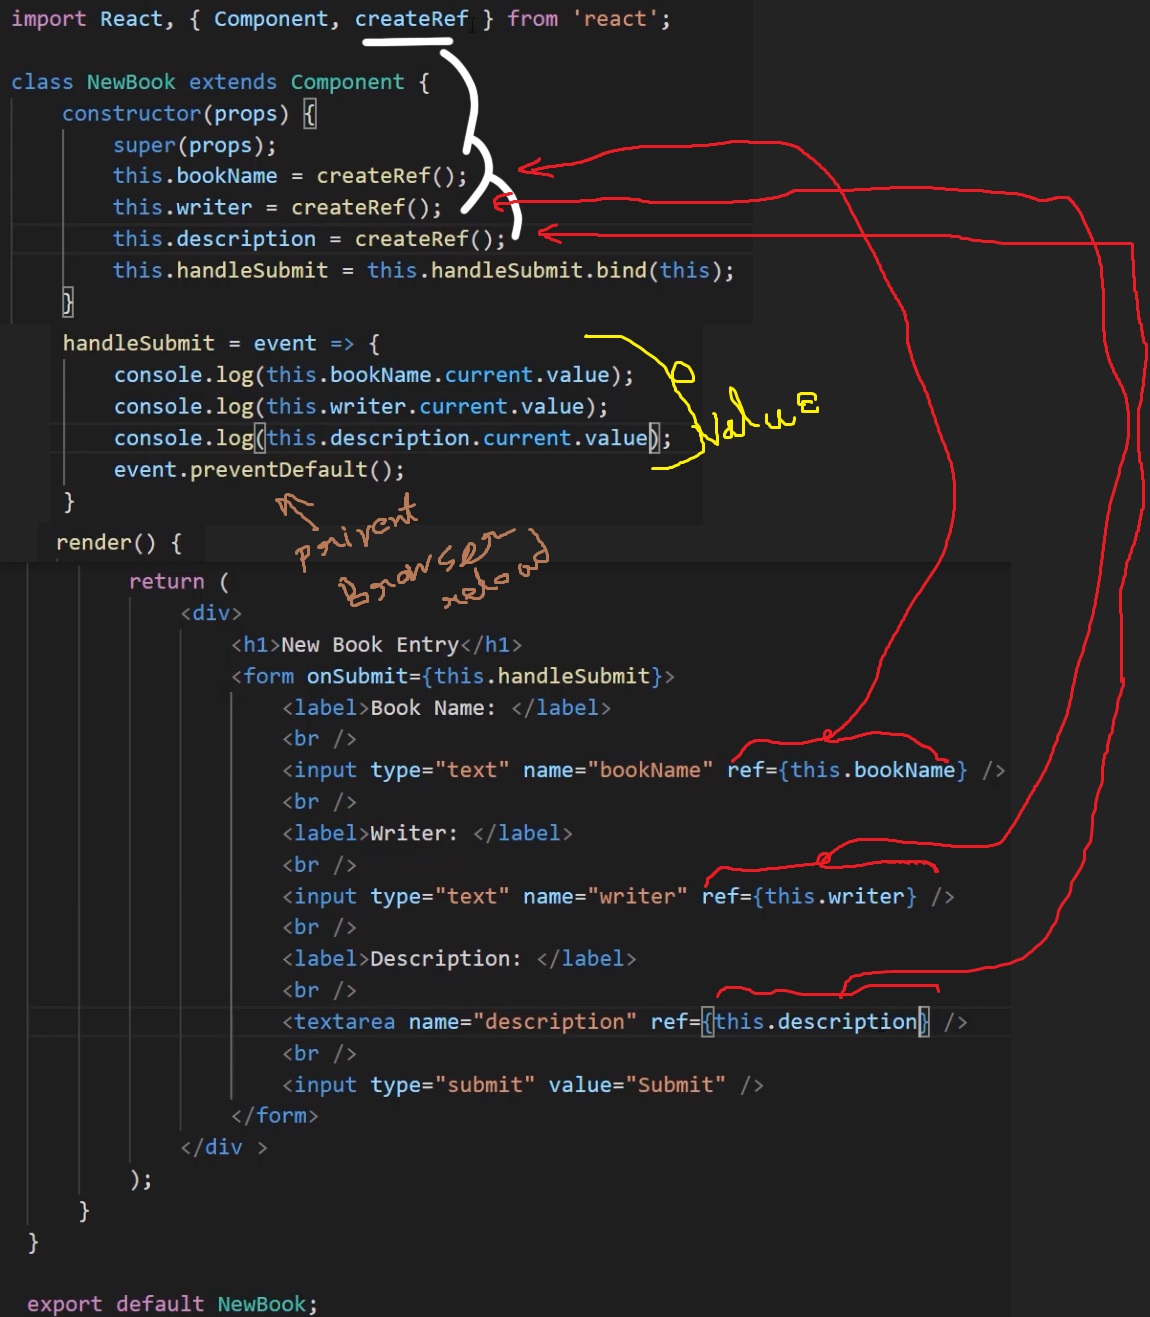 import React, { Component, createRef } from 'react';
class NewBook extends Component {
constructor(props) {
super(props);
this.bookName = createRef();
this.writer = createRef();
this.description = createRef();
this.handleSubmit = this.handleSubmit.bind(this);
}
handleSubmit = event => {
console.log(this.bookName.current.value);
console.log(this.writer.current.value);
console.log(this.description.current.value);
value
event.preventDefault();
}
privent
Browser
reload
render() {
return (
<div>
<h1>New Book Entry</h1>
<form onSubmit={this.handleSubmit}>
<label>Book Name: </label>
<br />
<input type="text" name="bookName" ref={this.bookName} />
<br />
<label>Writer: </label>
<br />
<input type="text" name="writer" ref={this.writer} />
<br />
<label>Description: </label>
<br />
<textarea name="description" ref={this.description} />
<br />
<input type="submit" value="Submit" />
</form>
</div >
);
}
}
export default NewBook;